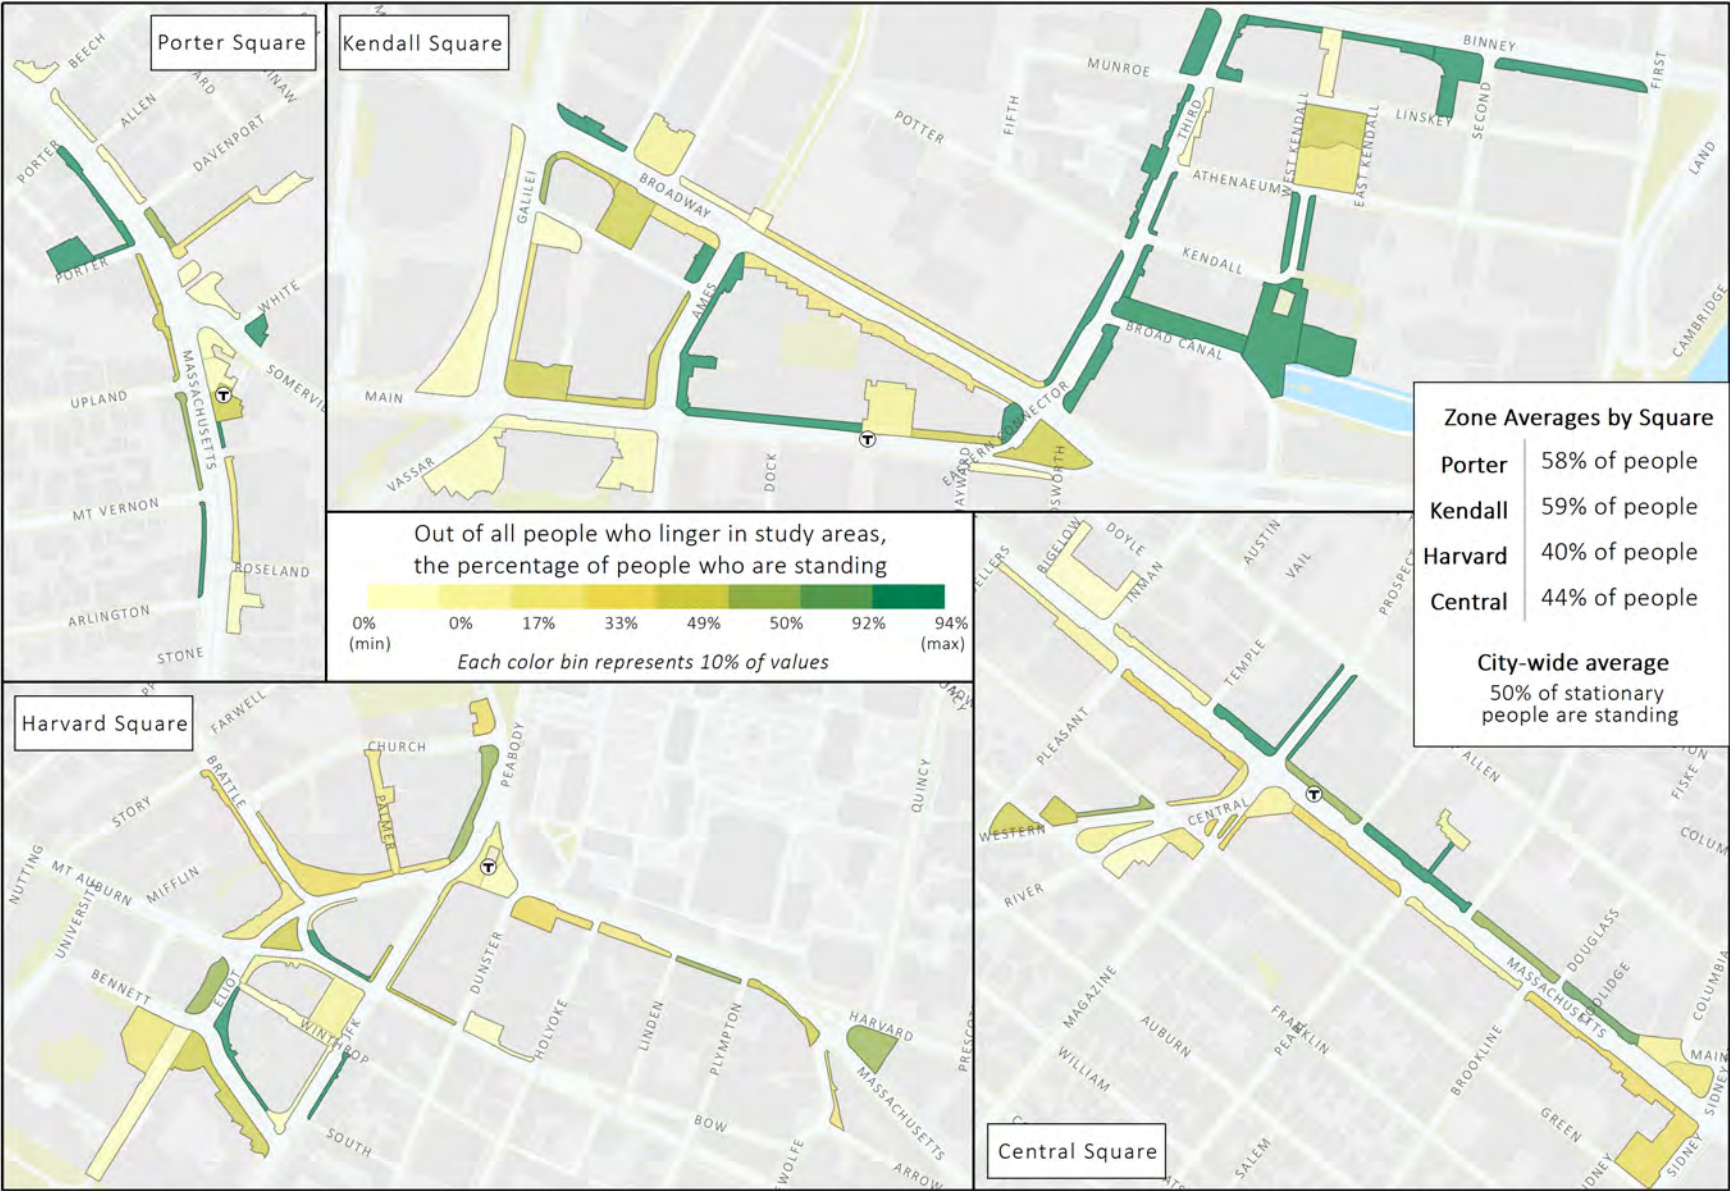 Porter Square
BEECH
ALLEN
DAVENPORT
PORTER
PORTER
WHITE
MASSACHUSETTS
UPLAND
MT VERNON
ROSELAND
ARLINGTON
STONE
Kendall Square
BINNEY
MUNROE
FIRST
THIRD
FIFTH
POTTER
SECOND
LINSKEY
WEST KENDALL
EAST KENDALL
ATHENAEUM
LAND
GALILEI
BROADWAY
KENDALL
AMES
BROAD CANAL
CAMBRIDGE
MAIN
EASTERN CONNECTOR
VASSAR
DOCK
Zone Averages by Square
Porter 58% of people
Kendall 59% of people
Harvard 40% of people
Central 44% of people
City-wide average
50% of stationary
people are standing
Out of all people who linger in study areas,
the percentage of people who are standing
0% 0% 17% 33% 49% 50% 92% 94%
(min) (max)
Each color bin represents 10% of values
Harvard Square
FARWELL
CHURCH
PEABODY
BRATTLE
STORY
PALMER
QUINCY
NUTTING
MT AUBURN
MIFFLIN
UNIVERSITY
BENNETT
ELIOT
DUNSTER
WINTHROP
JFK
HOLYOKE
LINDEN
PLYMPTON
HARVARD
MASSACHUSETTS
SOUTH
BOW
ARROW
BIGELOW
DOYLE
INMAN
AUSTIN
VAIL
PROSPECT
TEMPLE
PLEASANT
ALLEN
WESTERN
CENTRAL
RIVER
DOUGLASS
MASSACHUSETTS
COLUMBIA
MAGAZINE
AUBURN
FRANKLIN
WILLIAM
BROOKLINE
MAIN
SIDNEY
GREEN
SIDNEY
SALEM
Central Square